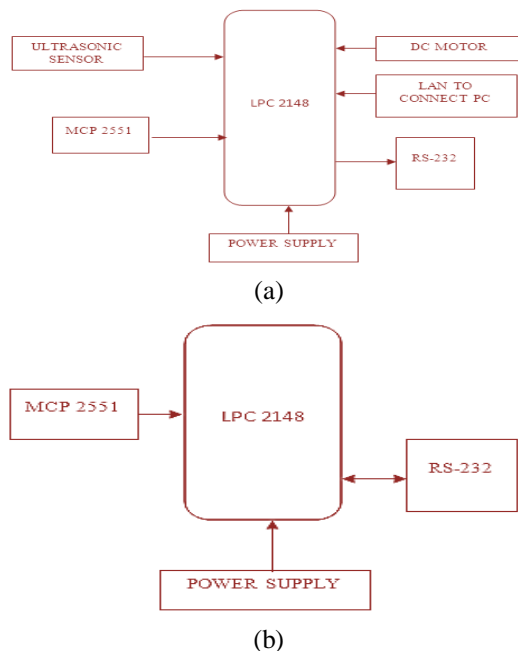 ULTRASONIC
SENSOR
MCP 2551
LPC 2148
DC MOTOR
LAN TO
CONNECT PC
RS-232
POWER SUPPLY
(a)
MCP 2551
LPC 2148
RS-232
POWER SUPPLY
(b)